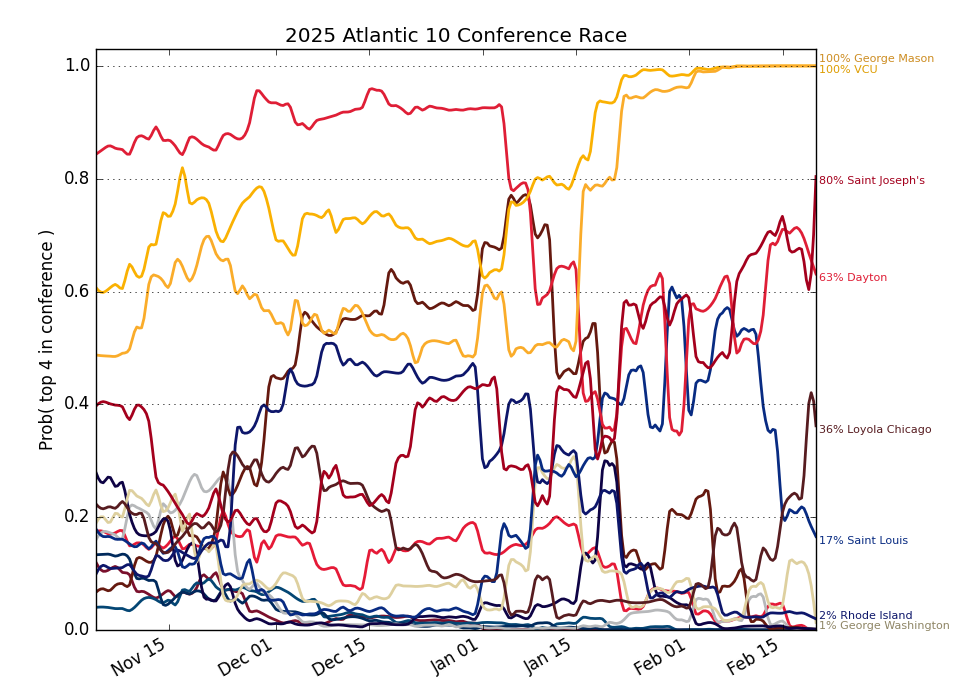 2025 Atlantic 10 Conference Race
Prob( top 4 in conference )
1.0
0.8
0.6
0.4
0.2
0.0
Nov 15
Dec 01
Dec 15
Jan 01
Jan 15
Feb 01
Feb 15
100% George Mason
100% VCU
80% Saint Joseph's
63% Dayton
36% Loyola Chicago
17% Saint Louis
2% Rhode Island
1% George Washington